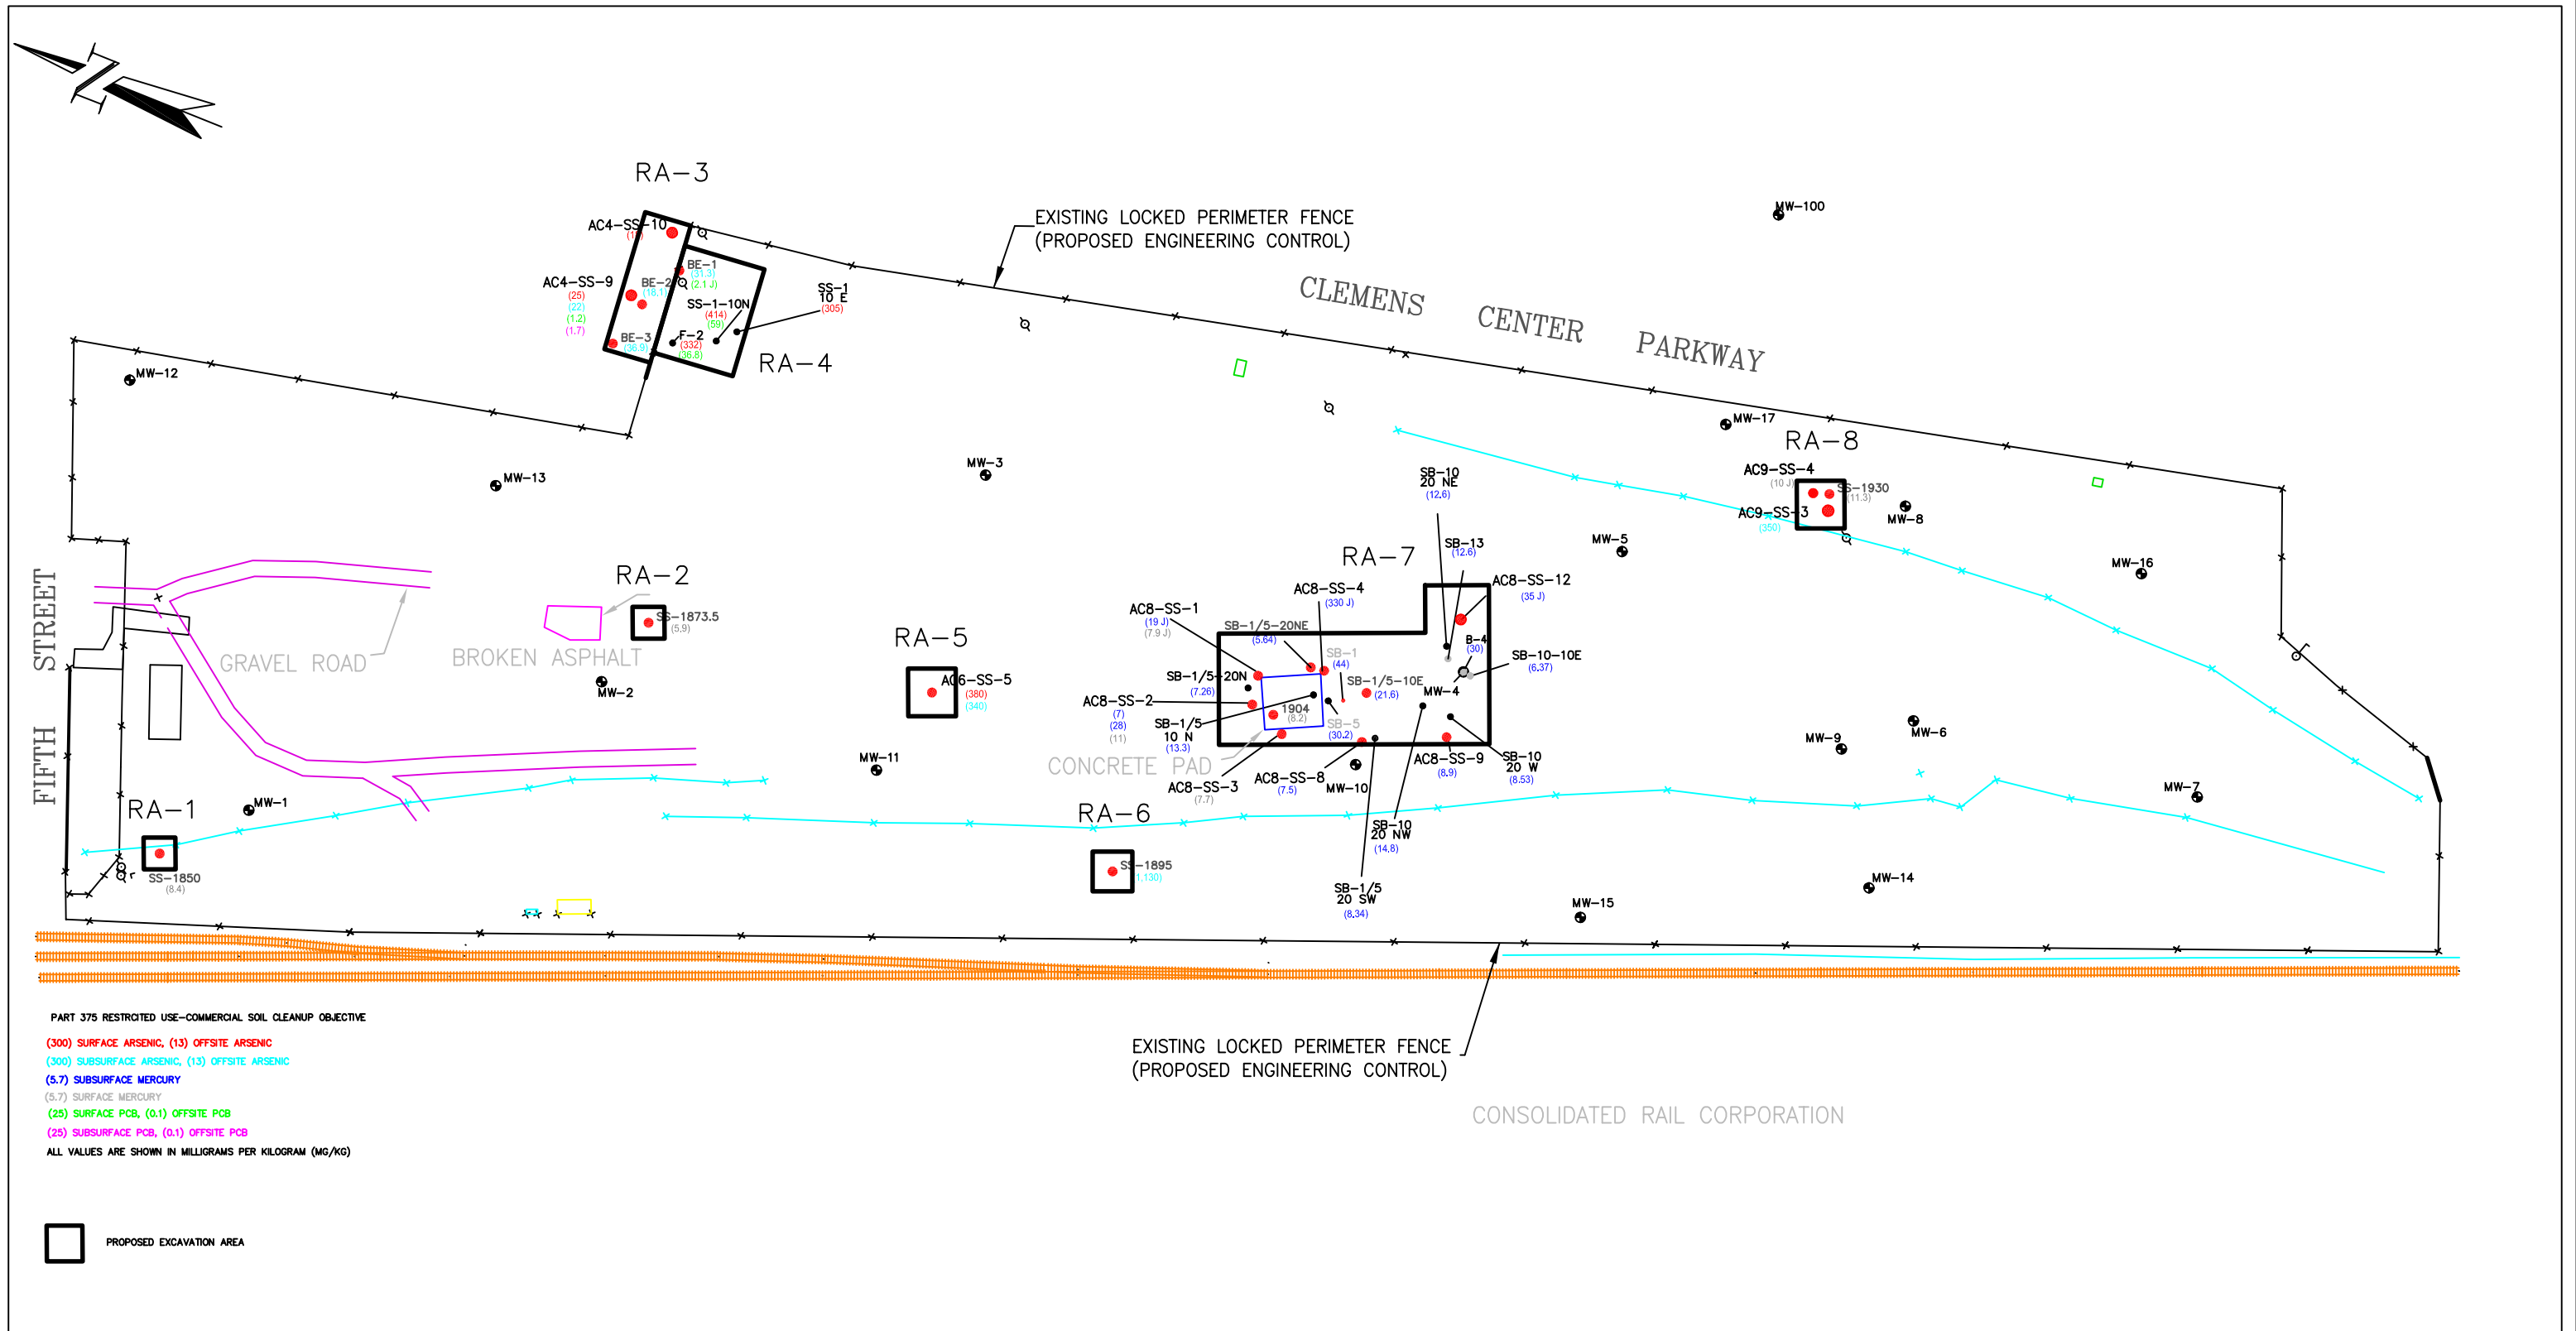 RA-3
AC4-SS-10
EXISTING LOCKED PERIMETER FENCE
(PROPOSED ENGINEERING CONTROL)
MW-100
CLEMENS CENTER PARKWAY
BE-1
(31.3)
(2.1 J)
AC4-SS-9
(25)
(22)
(1.2)
(1.7)
BE-2
(18.1)
SS-1
10 E
(305)
SS-1-10N
(414)
(59)
F-2
(332)
(36.8)
BE-3
(36.9)
RA-4
MW-12
MW-13
MW-3
MW-17
RA-8
AC9-SS-4
(10 J)
SS-1930
(11.3)
AC9-SS-3
(350)
MW-8
MW-5
MW-16
SB-10
20 NE
(12.6)
SB-13
(12.6)
RA-7
AC8-SS-12
(35 J)
AC8-SS-4
(330 J)
AC8-SS-1
(19 J)
(7.9 J)
SB-1/5-20NE
(5.64)
B-4
(30)
SB-1
(44)
SB-10-10E
(6.37)
SB-1/5-20N
(7.26)
SB-1/5-10E
(21.6)
MW-4
AC8-SS-2
(7)
(28)
(11)
1904
(8.2)
SB-1/5
10 N
(13.3)
SB-5
(30.2)
CONCRETE PAD
AC8-SS-3
(7.7)
AC8-SS-8
(7.5)
MW-10
AC8-SS-9
(8.9)
SB-10
20 W
(8.53)
SB-10
20 NW
(14.8)
SB-1/5
20 SW
(8.34)
RA-2
SS-1873.5
(5.9)
GRAVEL ROAD
BROKEN ASPHALT
MW-2
RA-5
AC6-SS-5
(380)
(340)
MW-11
FIFTH STREET
RA-1
MW-1
SS-1850
(8.4)
RA-6
SS-1895
MW-9
MW-6
MW-7
MW-14
MW-15
PART 375 RESTRCITED USE-COMMERCIAL SOIL CLEANUP OBJECTIVE
(300) SURFACE ARSENIC, (13) OFFSITE ARSENIC
(300) SUBSURFACE ARSENIC, (13) OFFSITE ARSENIC
(5.7) SUBSURFACE MERCURY
(5.7) SURFACE MERCURY
(25) SURFACE PCB, (0.1) OFFSITE PCB
(25) SUBSURFACE PCB, (0.1) OFFSITE PCB
ALL VALUES ARE SHOWN IN MILLIGRAMS PER KILOGRAM (MG/KG)
EXISTING LOCKED PERIMETER FENCE
(PROPOSED ENGINEERING CONTROL)
CONSOLIDATED RAIL CORPORATION
PROPOSED EXCAVATION AREA